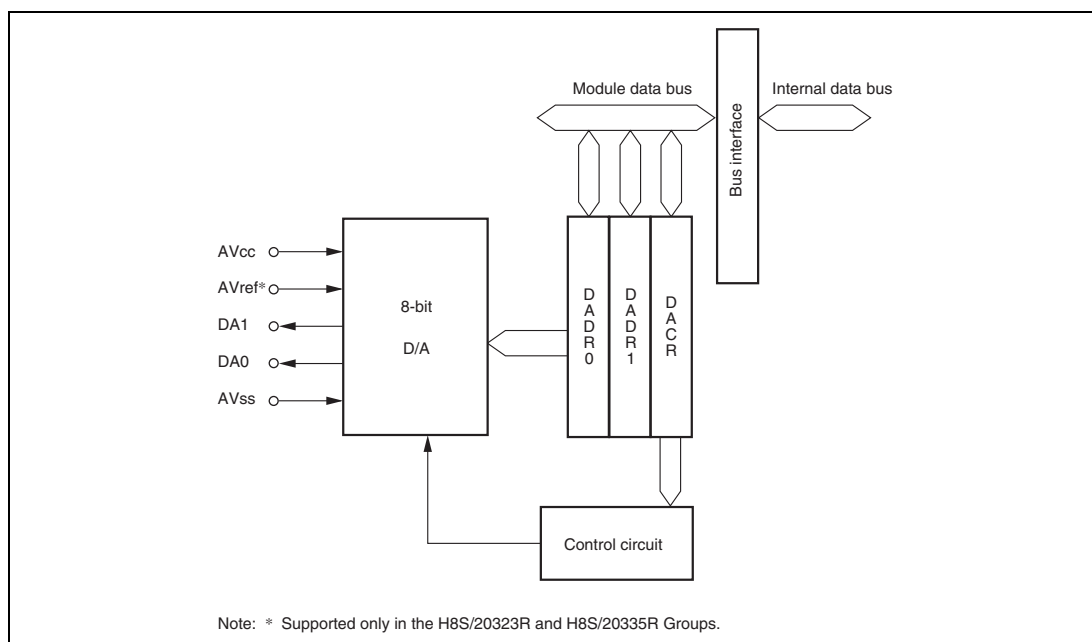 Module data bus
Internal data bus
Bus interface
AVcc
AVref*
DA1
DA0
AVss
8-bit
D/A
DADR0
DADR1
DACR
Control circuit
Note: * Supported only in the H8S/20323R and H8S/20335R Groups.